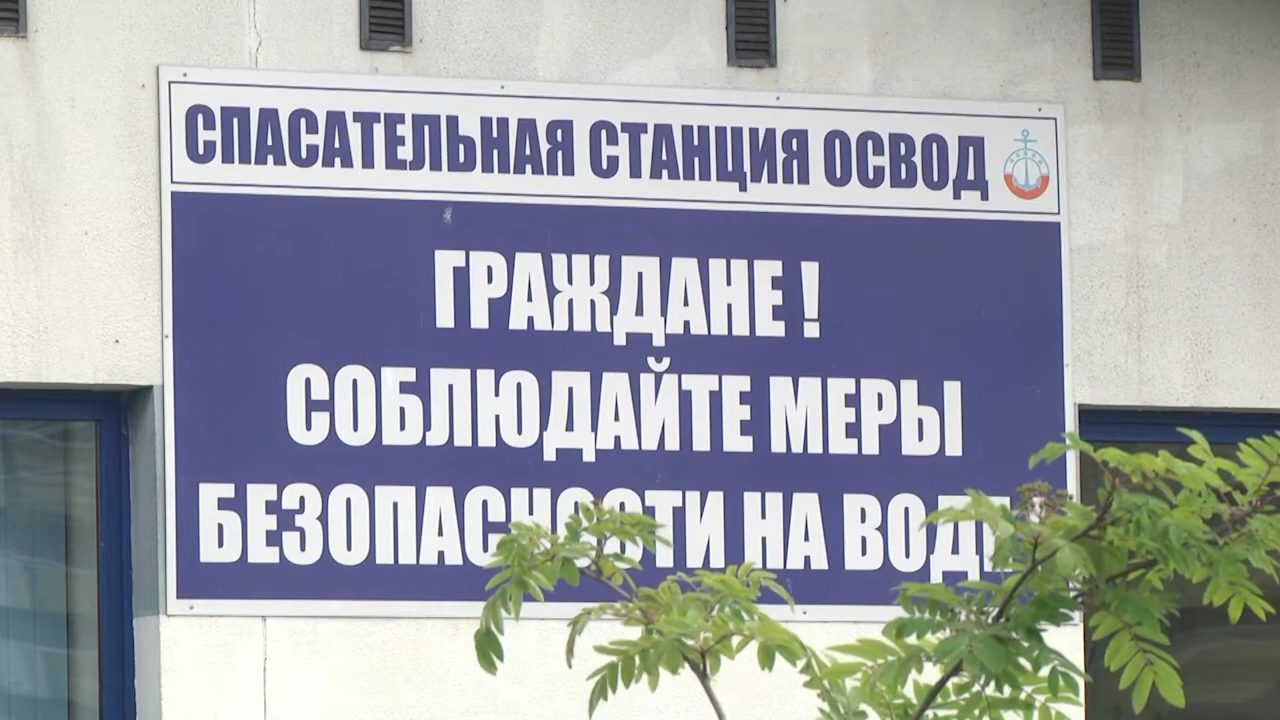 СПАСАТЕЛЬНАЯ СТАНЦИЯ ОСВОД
ГРАЖДАНЕ !
СОБЛЮДАЙТЕ МЕРЫ
БЕЗОПАСНОСТИ НА ВОДЕ